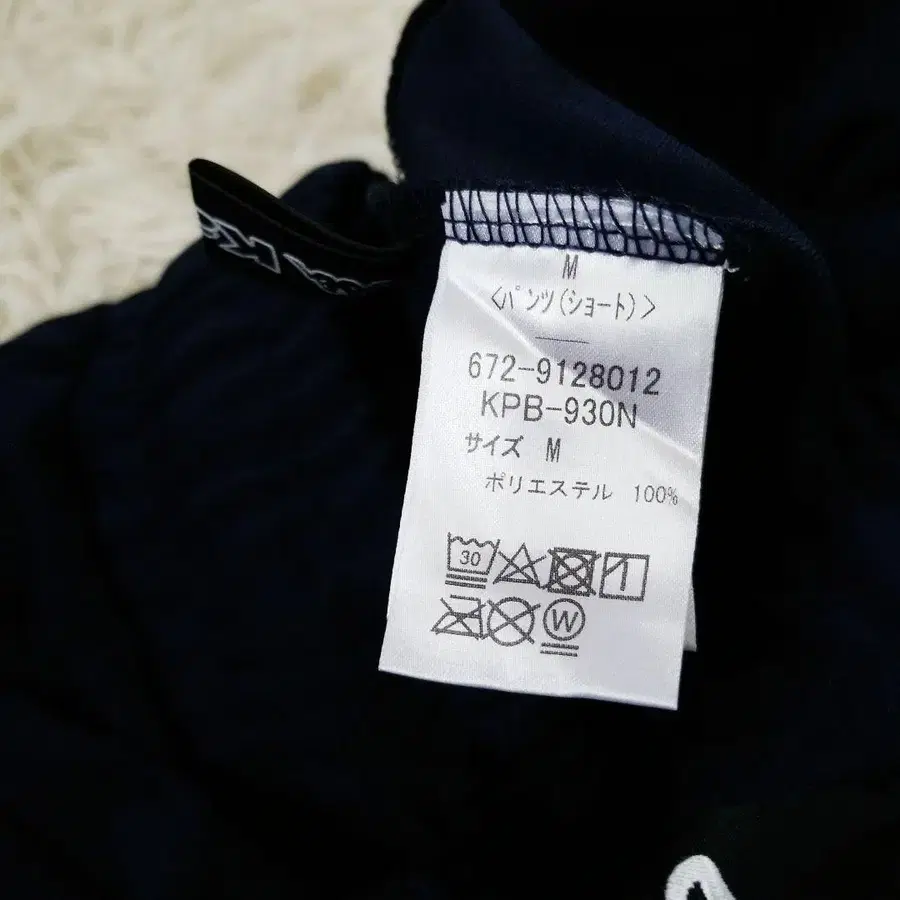 M
<パンツ(ショート)>
672-9128012
KPB-930N
サイズ M
ポリエステル 100%
30
W